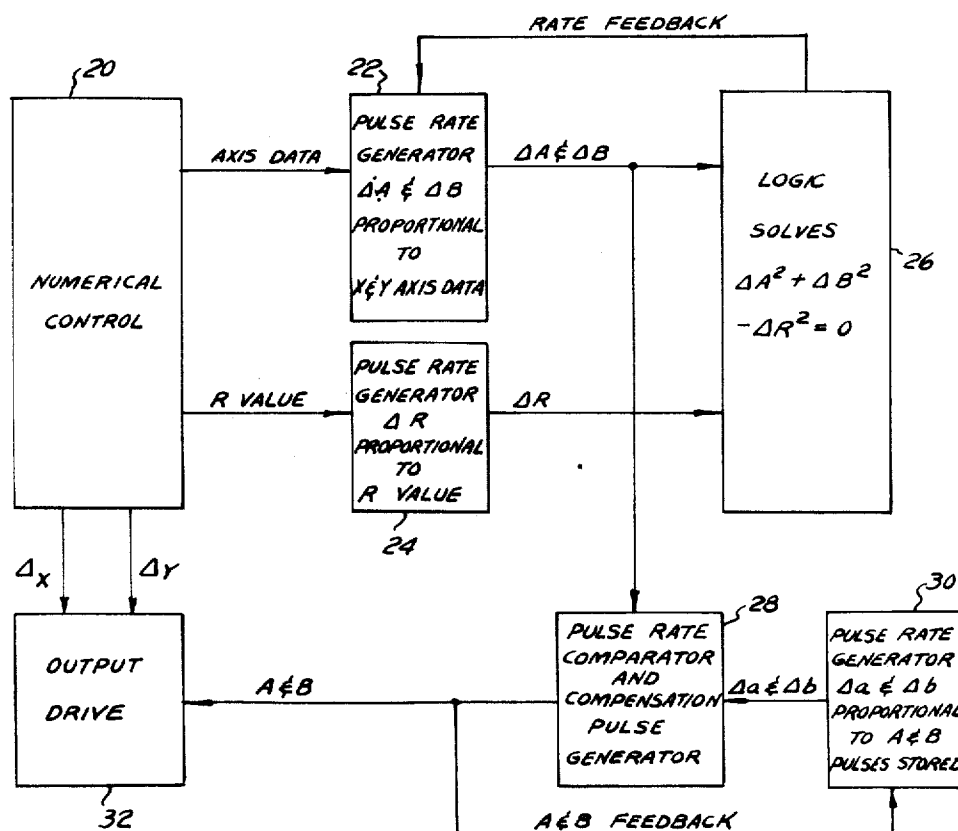 RATE FEEDBACK
20
22
NUMERICAL
CONTROL
AXIS DATA
PULSE RATE
GENERATOR
ΔA & ΔB
PROPORTIONAL
TO
X&Y AXIS DATA
ΔA & ΔB
LOGIC
SOLVES
ΔA² + ΔB²
-ΔR² = 0
26
R VALUE
PULSE RATE
GENERATOR
ΔR
PROPORTIONAL
TO
R VALUE
24
ΔR
ΔX
ΔY
OUTPUT
DRIVE
32
A&B
28
PULSE RATE
COMPARATOR
AND
COMPENSATION
PULSE
GENERATOR
Δa & Δb
30
PULSE RATE
GENERATOR
Δa & Δb
PROPORTIONAL
TO A&B
PULSES STORED
A&B FEEDBACK